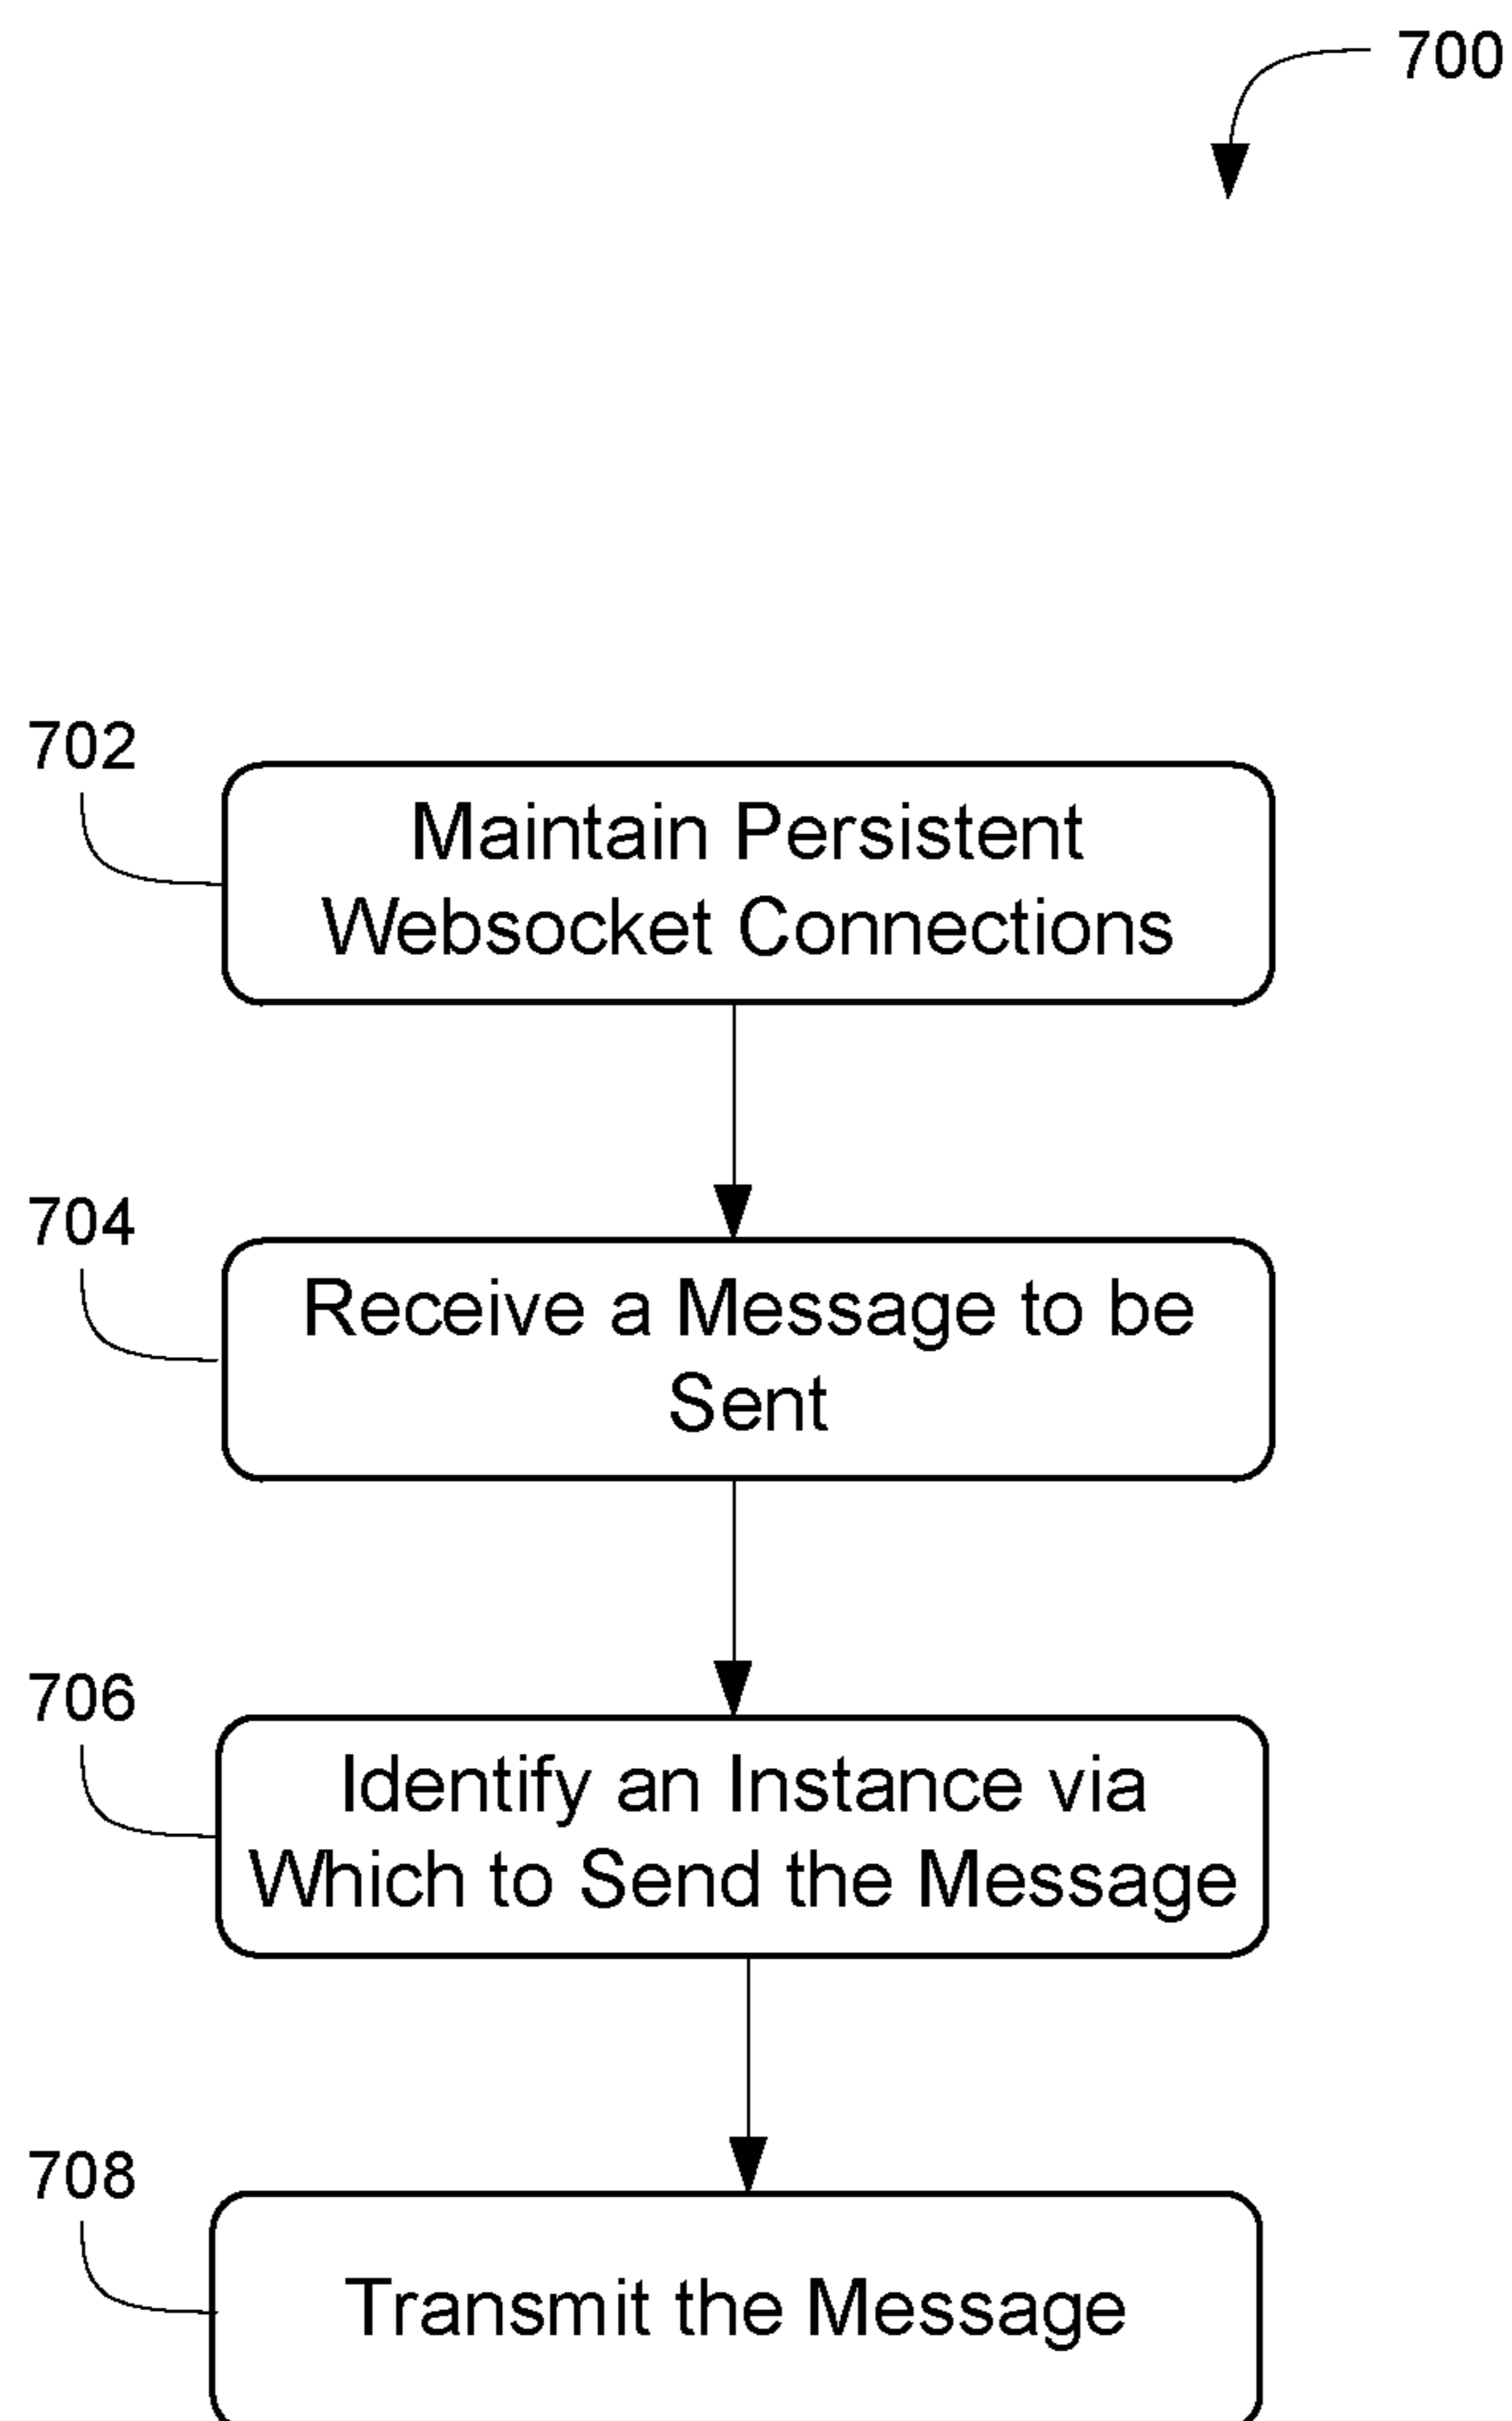 700
702
Maintain Persistent
Websocket Connections
704
Receive a Message to be
Sent
706
Identify an Instance via
Which to Send the Message
708
Transmit the Message